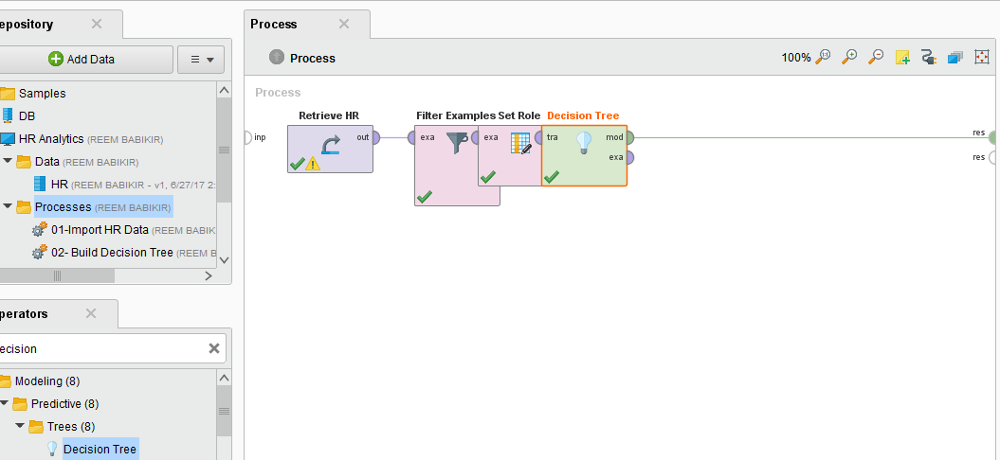 epository
Add Data
Samples
DB
HR Analytics (REEM BABIKIR)
Data (REEM BABIKIR)
HR (REEM BABIKIR - v1, 6/27/17 2:
Processes (REEM BABIKIR)
01-Import HR Data (REEM BABIK
02- Build Decision Tree (REEM B
perators
ecision
Modeling (8)
Predictive (8)
Trees (8)
Decision Tree
Process
Process
100%
Process
Retrieve HR
Filter Examples
Set Role
Decision Tree
inp
out
exa
exa
tra
mod
exa
res
res